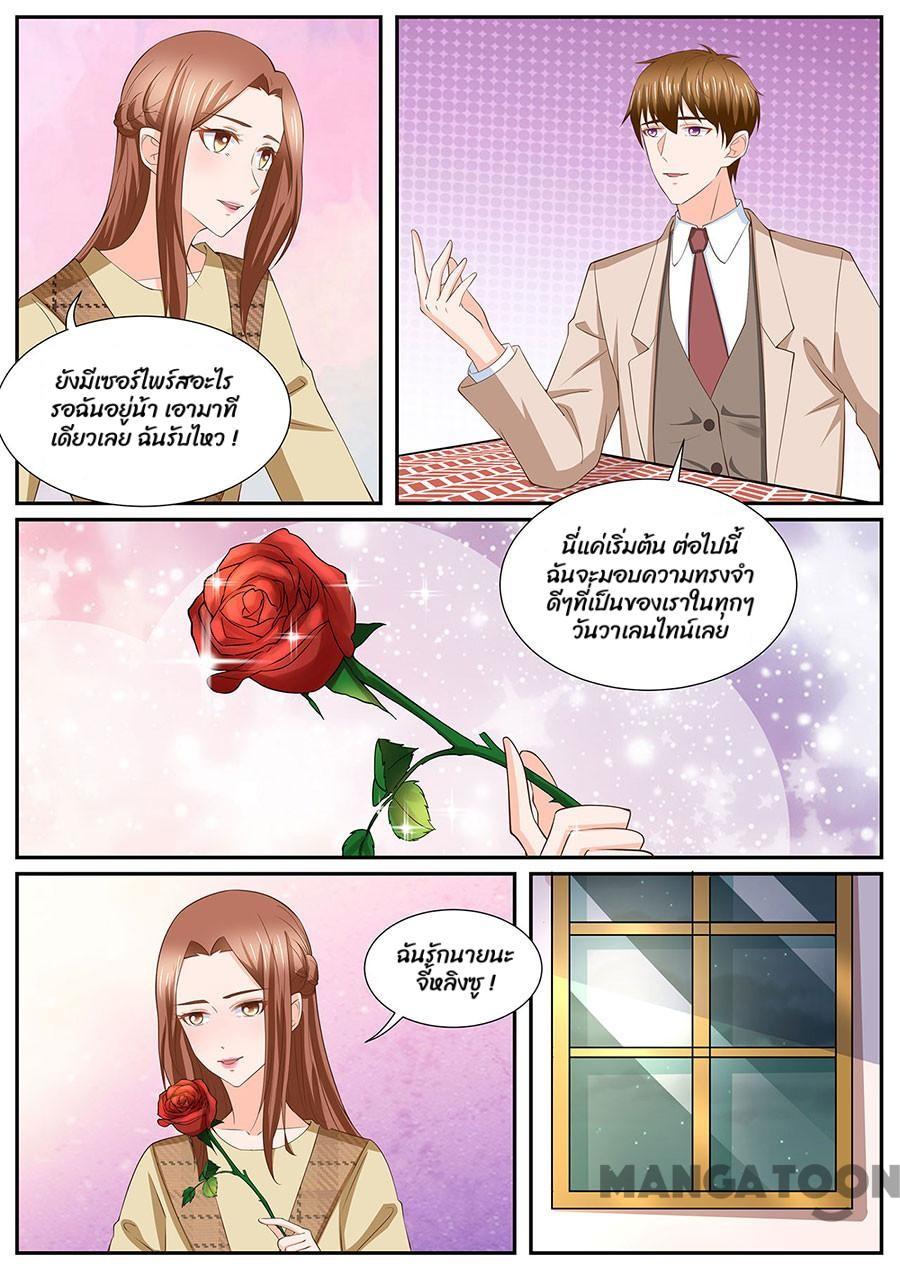 ยังมีเซอร์ไพร์สอะไร
รอฉันอยู่น้า เอามาที
เดียวเลย ฉันรับไหว !
นี่แค่เริ่มต้น ต่อไปนี้
ฉันจะมอบความทรงจำ
ดีๆที่เป็นของเราในทุกๆ
วันวาเลนไทน์เลย
ฉันรักนายนะ
จี้หลิงซู !
MANGATOON